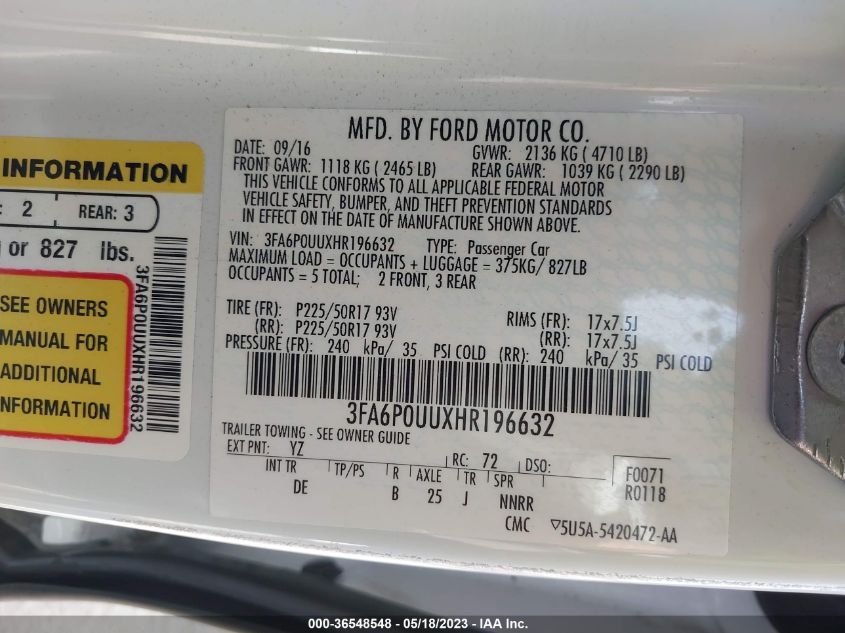 INFORMATION
: 2 REAR: 3
or 827 lbs.
SEE OWNERS
MANUAL FOR
ADDITIONAL
INFORMATION
3FA6P0UUXHR196632
MFD. BY FORD MOTOR CO.
DATE: 09/16 GVWR: 2136 KG ( 4710 LB)
FRONT GAWR: 1118 KG ( 2465 LB) REAR GAWR: 1039 KG ( 2290 LB)
THIS VEHICLE CONFORMS TO ALL APPLICABLE FEDERAL MOTOR
VEHICLE SAFETY, BUMPER, AND THEFT PREVENTION STANDARDS
IN EFFECT ON THE DATE OF MANUFACTURE SHOWN ABOVE.
VIN: 3FA6P0UUXHR196632 TYPE: Passenger Car
MAXIMUM LOAD = OCCUPANTS + LUGGAGE = 375KG/ 827LB
OCCUPANTS = 5 TOTAL; 2 FRONT, 3 REAR
TIRE (FR): P225/50R17 93V RIMS (FR): 17x7.5J
(RR): P225/50R17 93V (RR): 17x7.5J
PRESSURE (FR): 240 kPa/ 35 PSI COLD (RR): 240 kPa/ 35 PSI COLD
3FA6P0UUXHR196632
TRAILER TOWING - SEE OWNER GUIDE
EXT PNT: YZ RC: 72 DSO: F0071
INT TR TP/PS R AXLE TR SPR R0118
DE B 25 J NNRR
CMC ▽5U5A-5420472-AA
000-36548548 - 05/18/2023 - IAA Inc.